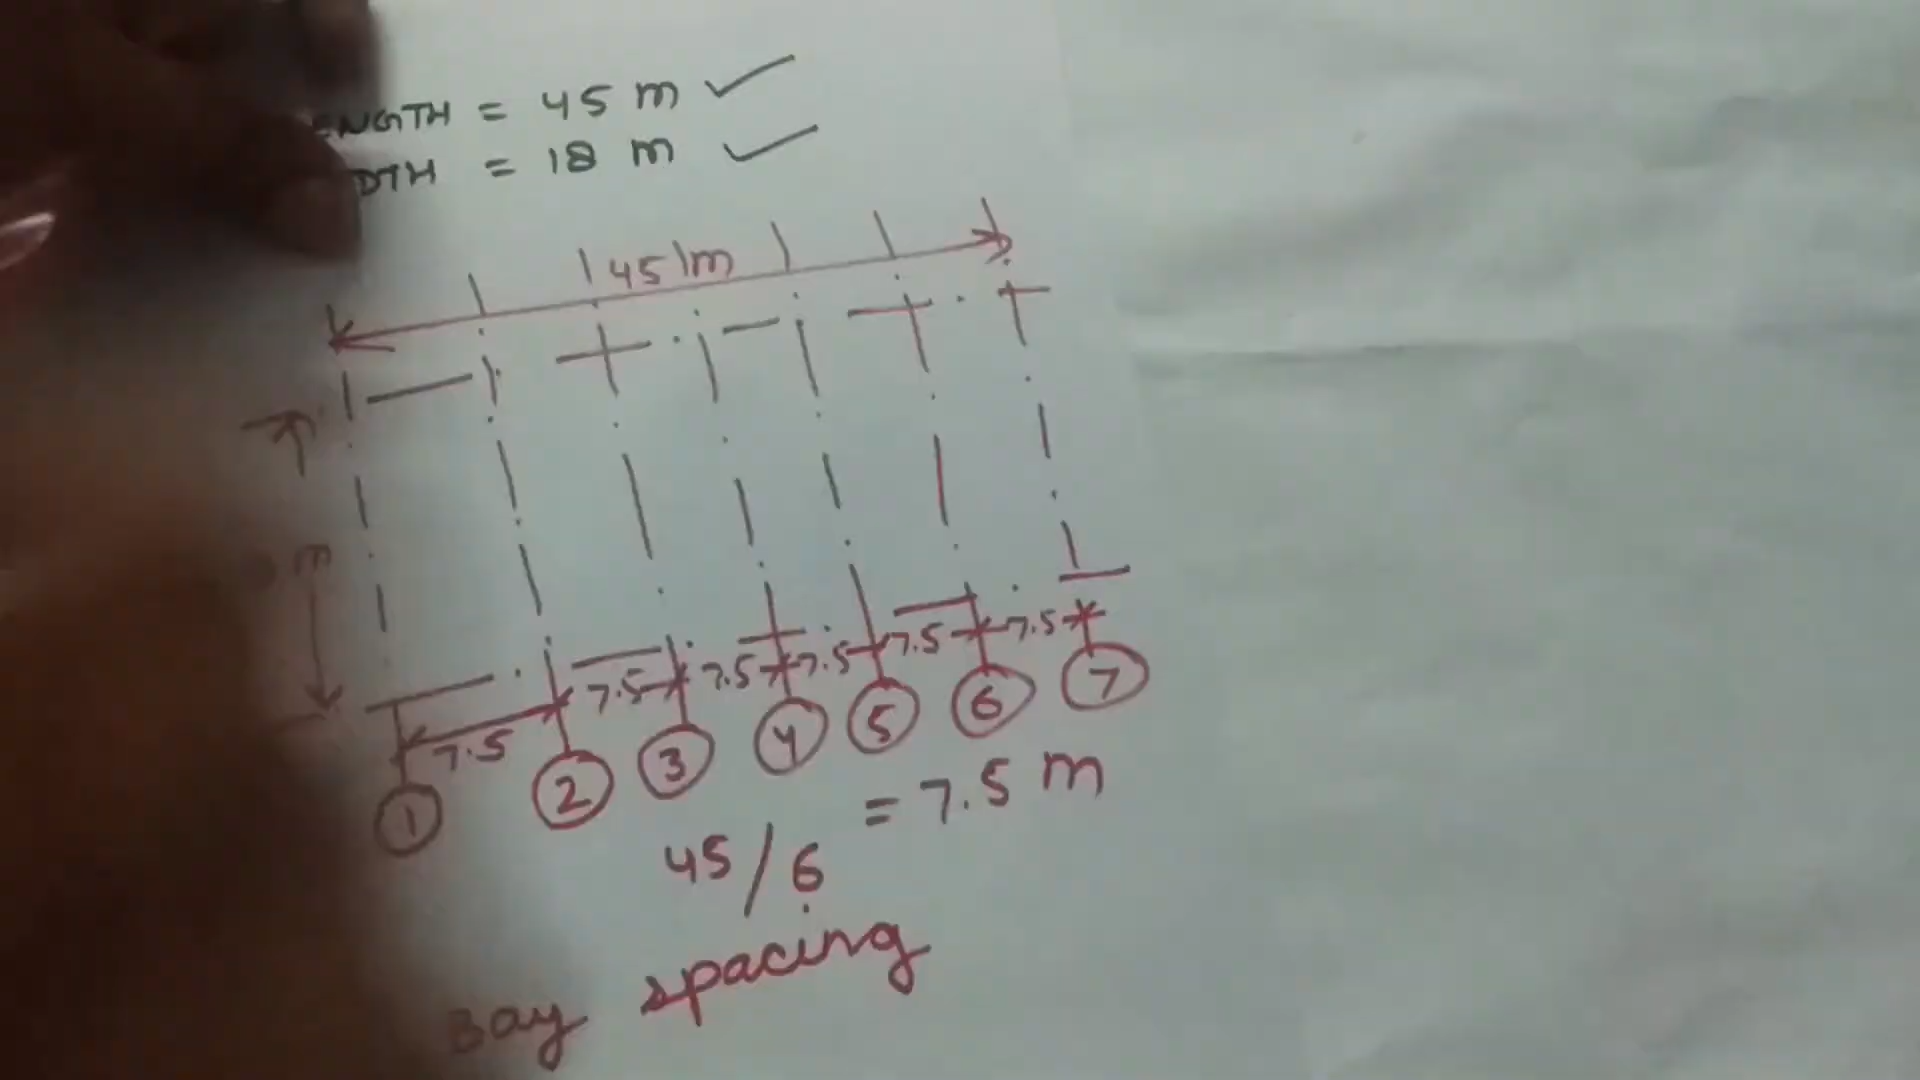 ENGTH = 45 m
DTH = 18 m
45 m
m
7.5 7.5 7.5 7.5 7.5 7.5
1 2 3 4 5 6 7
45/6 = 7.5 m
Bay spacing